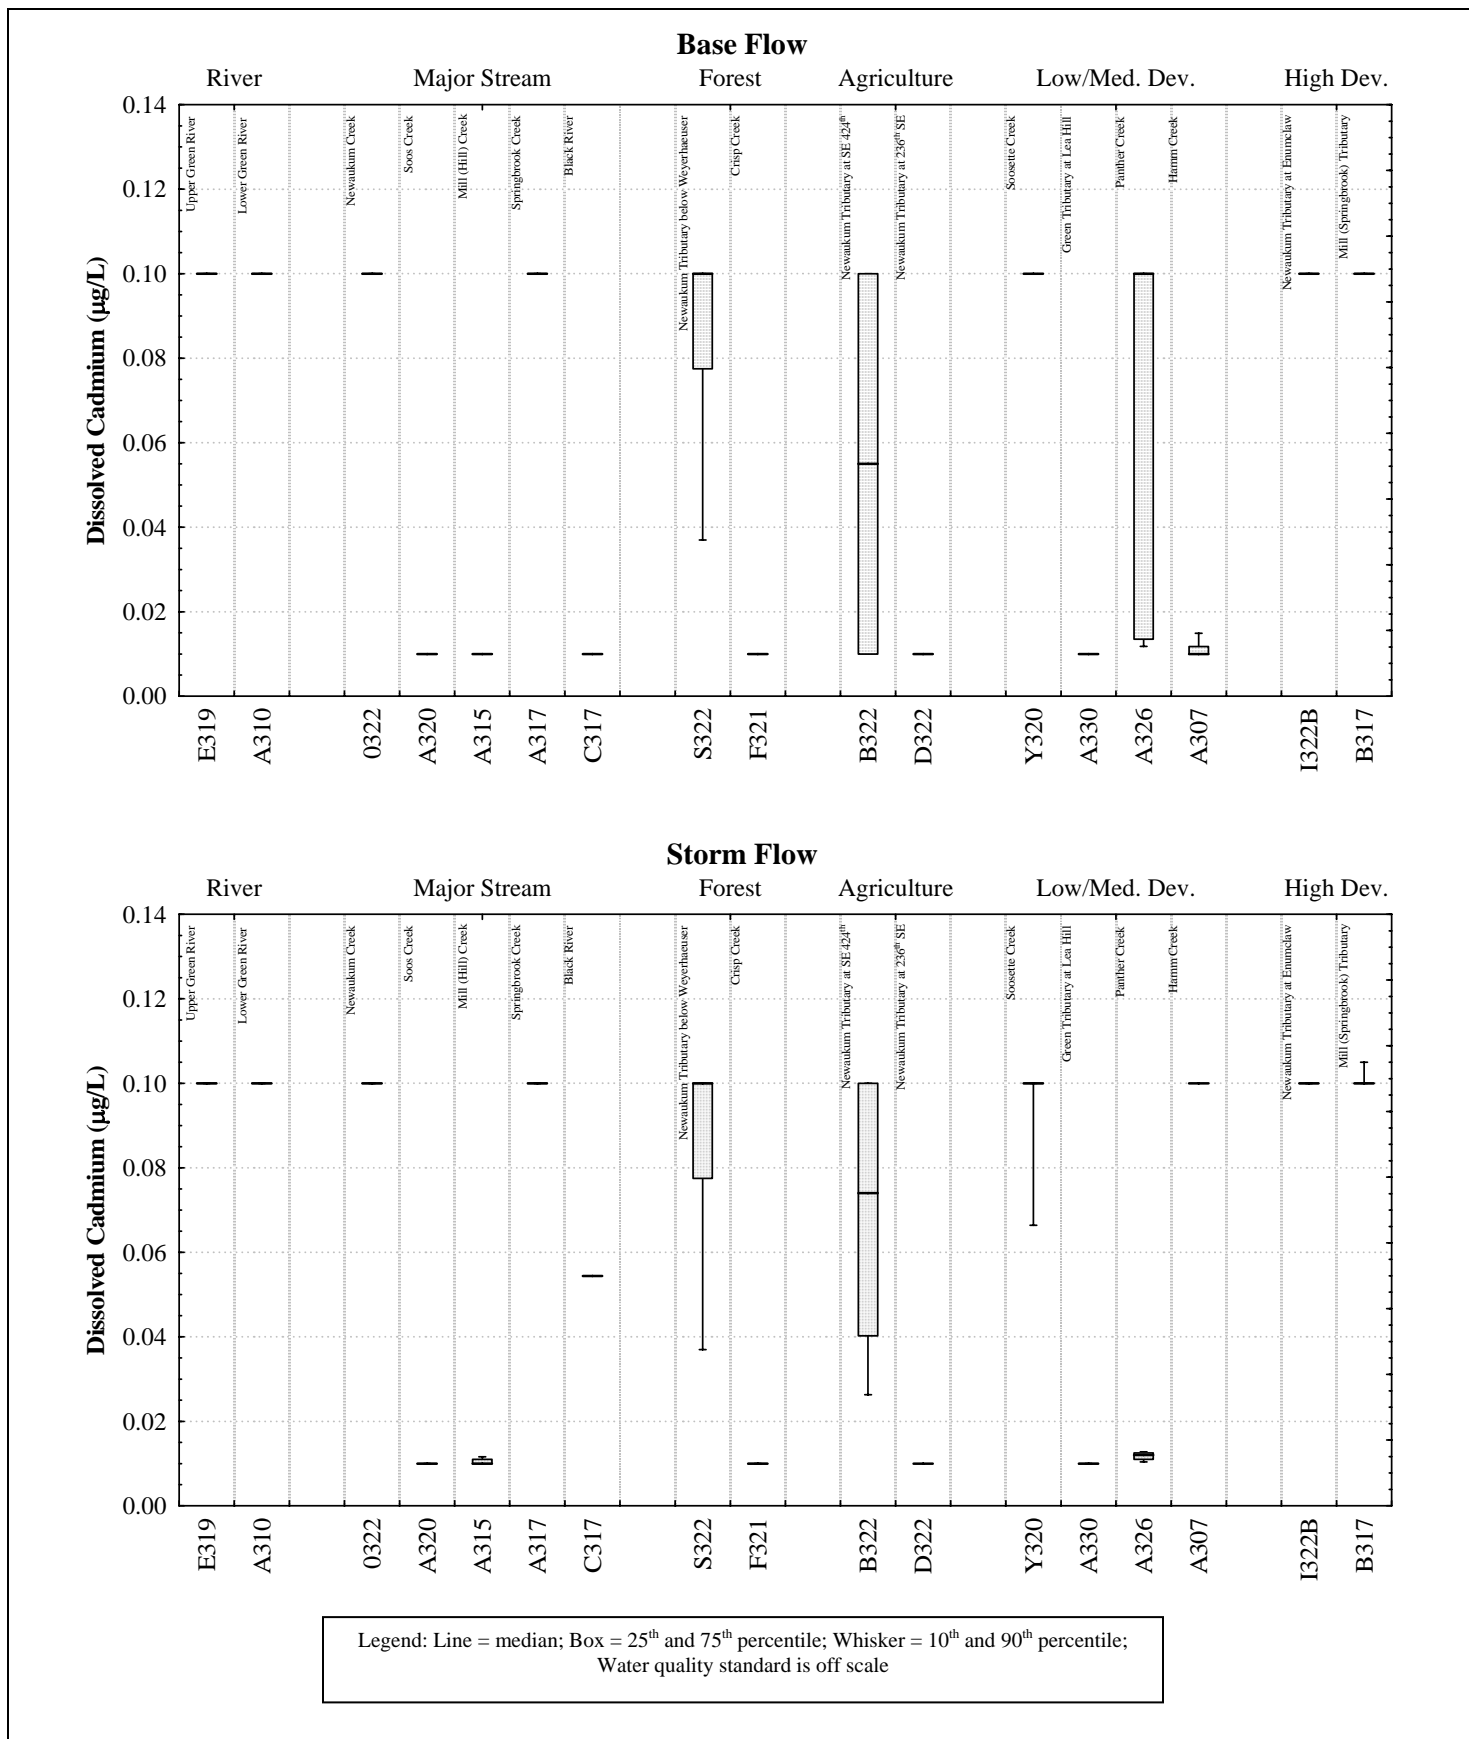 Base Flow
River Major Stream Forest Agriculture Low/Med. Dev. High Dev.
Upper Green River
Lower Green River
Newaukum Creek
Soos Creek
Mill (Hill) Creek
Springbrook Creek
Black River
Newaukum Tributary below Weyerhaeuser
Crisp Creek
Newaukum Tributary at SE 424th
Newaukum Tributary at 236th SE
Soosette Creek
Green Tributary at Lea Hill
Panther Creek
Hamm Creek
Newaukum Tributary at Enumclaw
Mill (Springbrook) Tributary
Dissolved Cadmium (µg/L)
0.14
0.12
0.10
0.08
0.06
0.04
0.02
0.00
E319 A310 0322 A320 A315 A317 C317 S322 F321 B322 D322 Y320 A330 A326 A307 I322B B317
Storm Flow
River Major Stream Forest Agriculture Low/Med. Dev. High Dev.
Upper Green River
Lower Green River
Newaukum Creek
Soos Creek
Mill (Hill) Creek
Springbrook Creek
Black River
Newaukum Tributary below Weyerhaeuser
Crisp Creek
Newaukum Tributary at SE 424th
Newaukum Tributary at 236th SE
Soosette Creek
Green Tributary at Lea Hill
Panther Creek
Hamm Creek
Newaukum Tributary at Enumclaw
Mill (Springbrook) Tributary
Dissolved Cadmium (µg/L)
0.14
0.12
0.10
0.08
0.06
0.04
0.02
0.00
E319 A310 0322 A320 A315 A317 C317 S322 F321 B322 D322 Y320 A330 A326 A307 I322B B317
Legend: Line = median; Box = 25th and 75th percentile; Whisker = 10th and 90th percentile;
Water quality standard is off scale